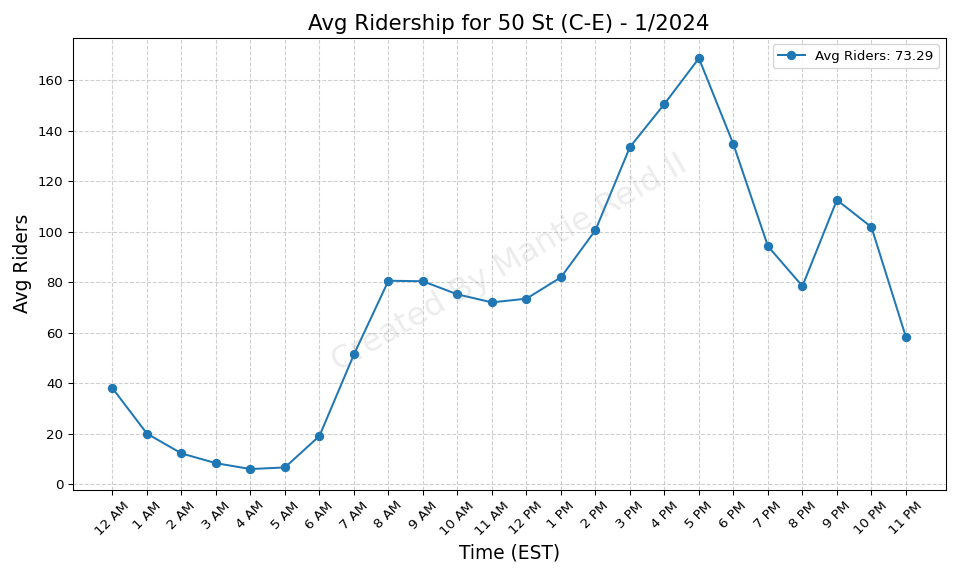 Avg Ridership for 50 St (C-E) - 1/2024
Avg Riders: 73.29
160
140
120
100
80
60
40
20
0
Avg Riders
Created By Mantle Reid II
12 AM
1 AM
2 AM
3 AM
4 AM
5 AM
6 AM
7 AM
8 AM
9 AM
10 AM
11 AM
12 PM
1 PM
2 PM
3 PM
4 PM
5 PM
6 PM
7 PM
8 PM
9 PM
10 PM
11 PM
Time (EST)